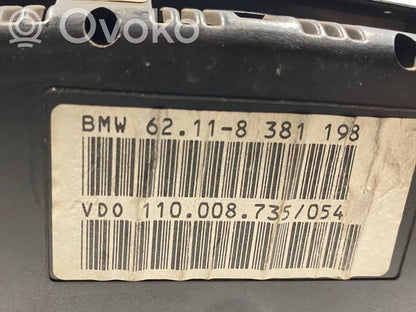 Ovoko
BMW 62.11-8 381 198
VDO 110.008.735/054